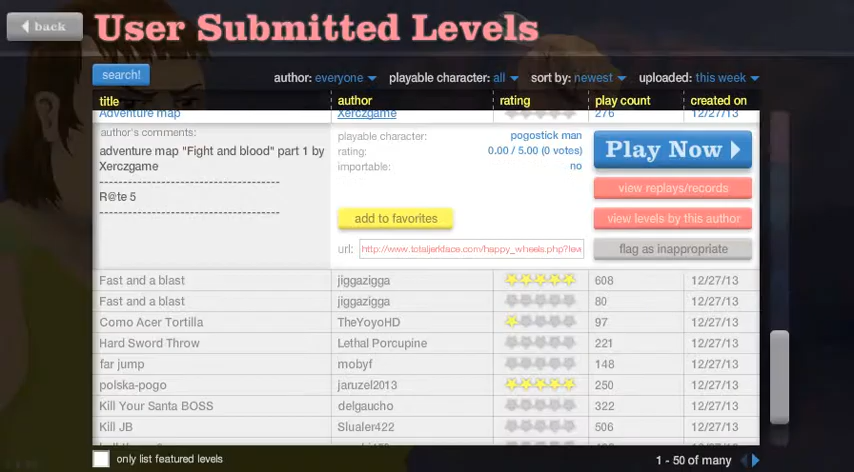 back
User Submitted Levels
search!
author: everyone playable character: all sort by: newest uploaded: this week
title author rating play count created on
Adventure map Xerczgame 276 12/27/13
author's comments:
adventure map "Fight and blood" part 1 by
Xerczgame
--------------------------------------
R@te 5
--------------------------------------
playable character: pogostick man
rating: 0.00 / 5.00 (0 votes)
importable: no
add to favorites
url: http://www.totaljerkface.com/happy_wheels.php?lev
Play Now
view replays/records
view levels by this author
flag as inappropriate
Fast and a blast jiggazigga 608 12/27/13
Fast and a blast jiggazigga 80 12/27/13
Como Acer Tortilla TheYoyoHD 97 12/27/13
Hard Sword Throw Lethal Porcupine 221 12/27/13
far jump mobyf 148 12/27/13
polska-pogo jaruzel2013 250 12/27/13
Kill Your Santa BOSS delgaucho 322 12/27/13
Kill JB Slualer422 506 12/27/13
only list featured levels
1 - 50 of many